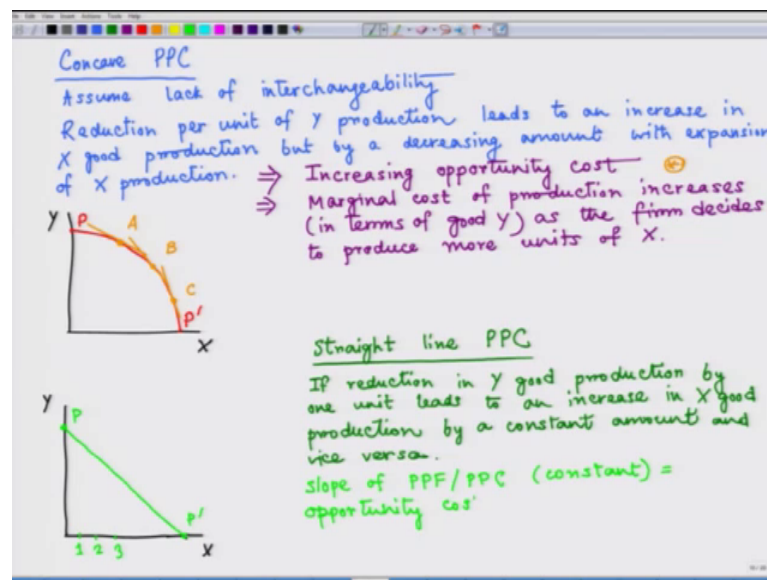 Concave PPC
Assume lack of interchangeability
Reduction per unit of Y production leads to an increase in
X good production but by a decreasing amount with expansion
of X production.
⇒ Increasing opportunity cost
⇒ Marginal cost of production increases
(in terms of good Y) as the firm decides
to produce more units of X.
Y
P
A
B
C
P'
X
Straight line PPC
If reduction in Y good production by
one unit leads to an increase in X good
production by a constant amount and
vice versa.
slope of PPF/PPC (constant) =
opportunity cos
Y
P
P'
1 2 3
X